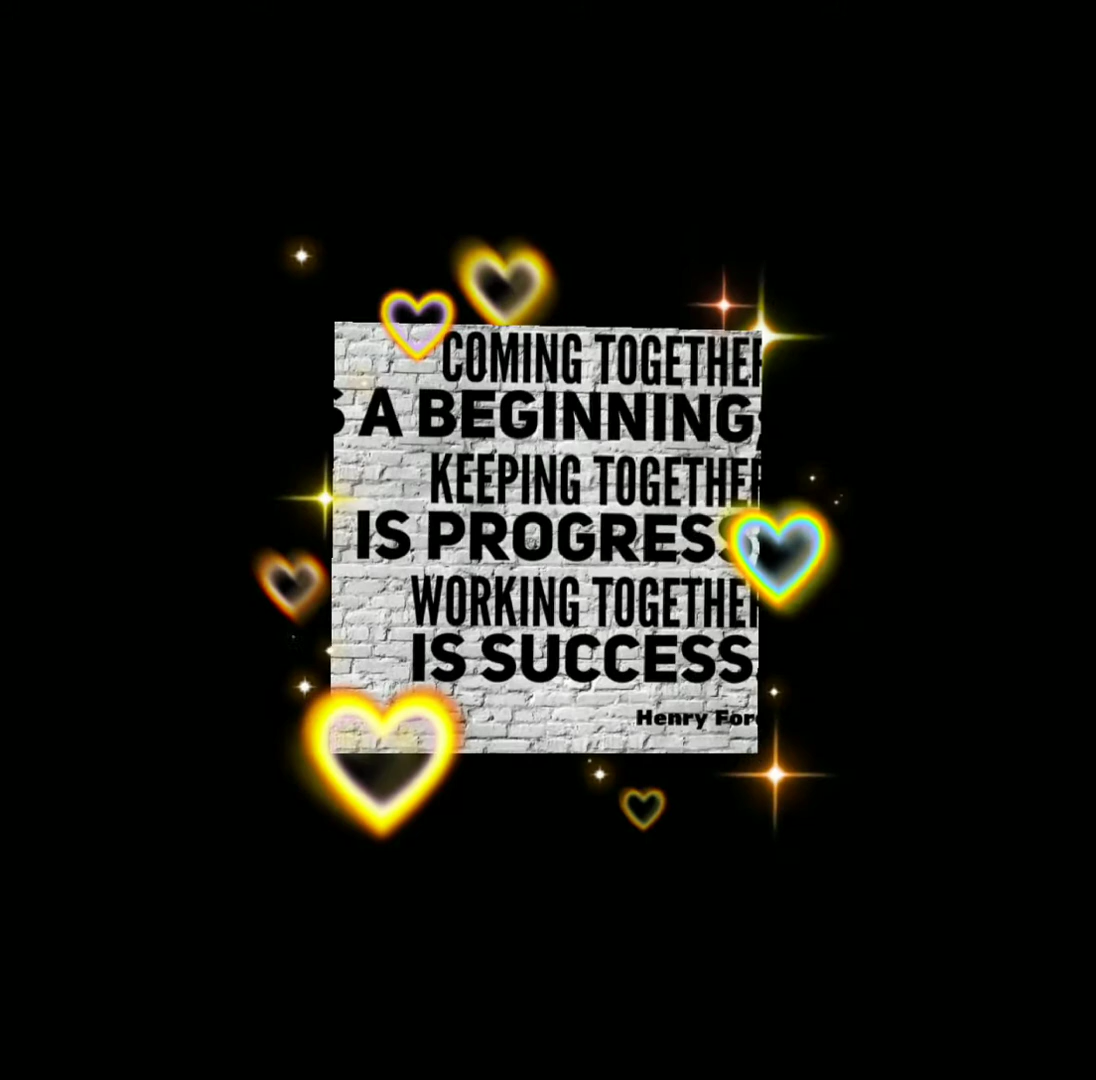 COMING TOGETHER
S A BEGINNING
KEEPING TOGETHER
IS PROGRESS
WORKING TOGETHER
IS SUCCESS
Henry Ford